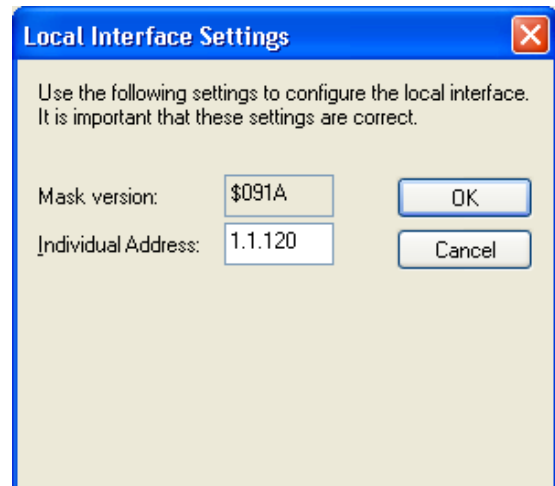 Local Interface Settings
Use the following settings to configure the local interface.
It is important that these settings are correct.
Mask version: $091A OK
Individual Address: 1.1.120 Cancel